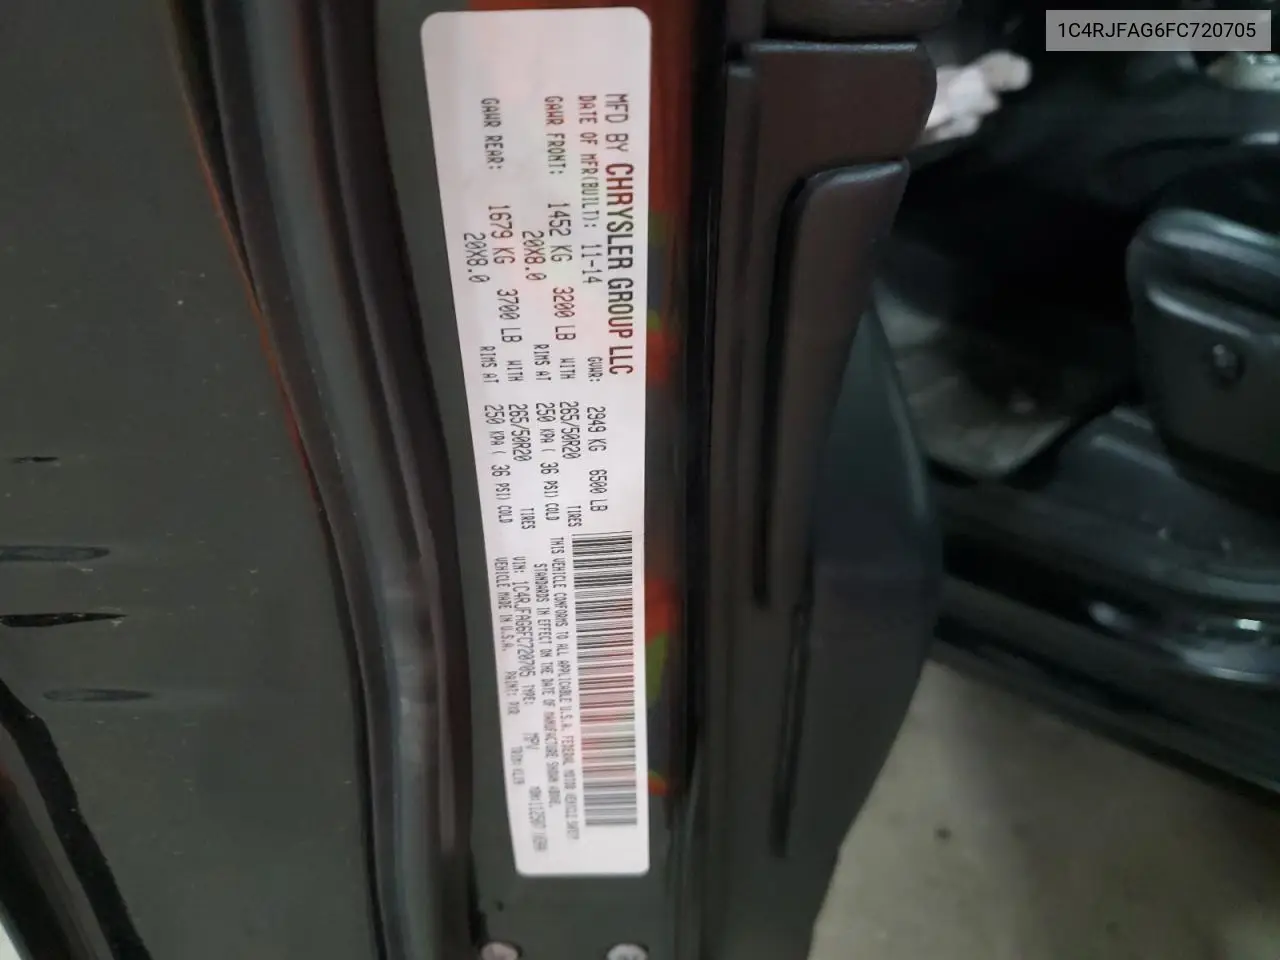 1C4RJFAG6FC720705
MFD BY CHRYSLER GROUP LLC
DATE OF MFR(BUILT): 11-14 GVWR: 2949 KG 6500 LB
GAWR FRONT: 1452 KG 3200 LB WITH 265/50R20 TIRES
20X8.0 RIMS AT 250 KPA ( 36 PSI) COLD
GAWR REAR: 1679 KG 3700 LB WITH 265/50R20 TIRES
20X8.0 RIMS AT 250 KPA ( 36 PSI) COLD
THIS VEHICLE CONFORMS TO ALL APPLICABLE U.S.A. FEDERAL MOTOR VEHICLE SAFETY
STANDARDS IN EFFECT ON THE DATE OF MANUFACTURE SHOWN ABOVE.
VIN: 1C4RJFAG6FC720705 TYPE: MPV
VEHICLE MADE IN U.S.A. PAINT: PXR TRIM: